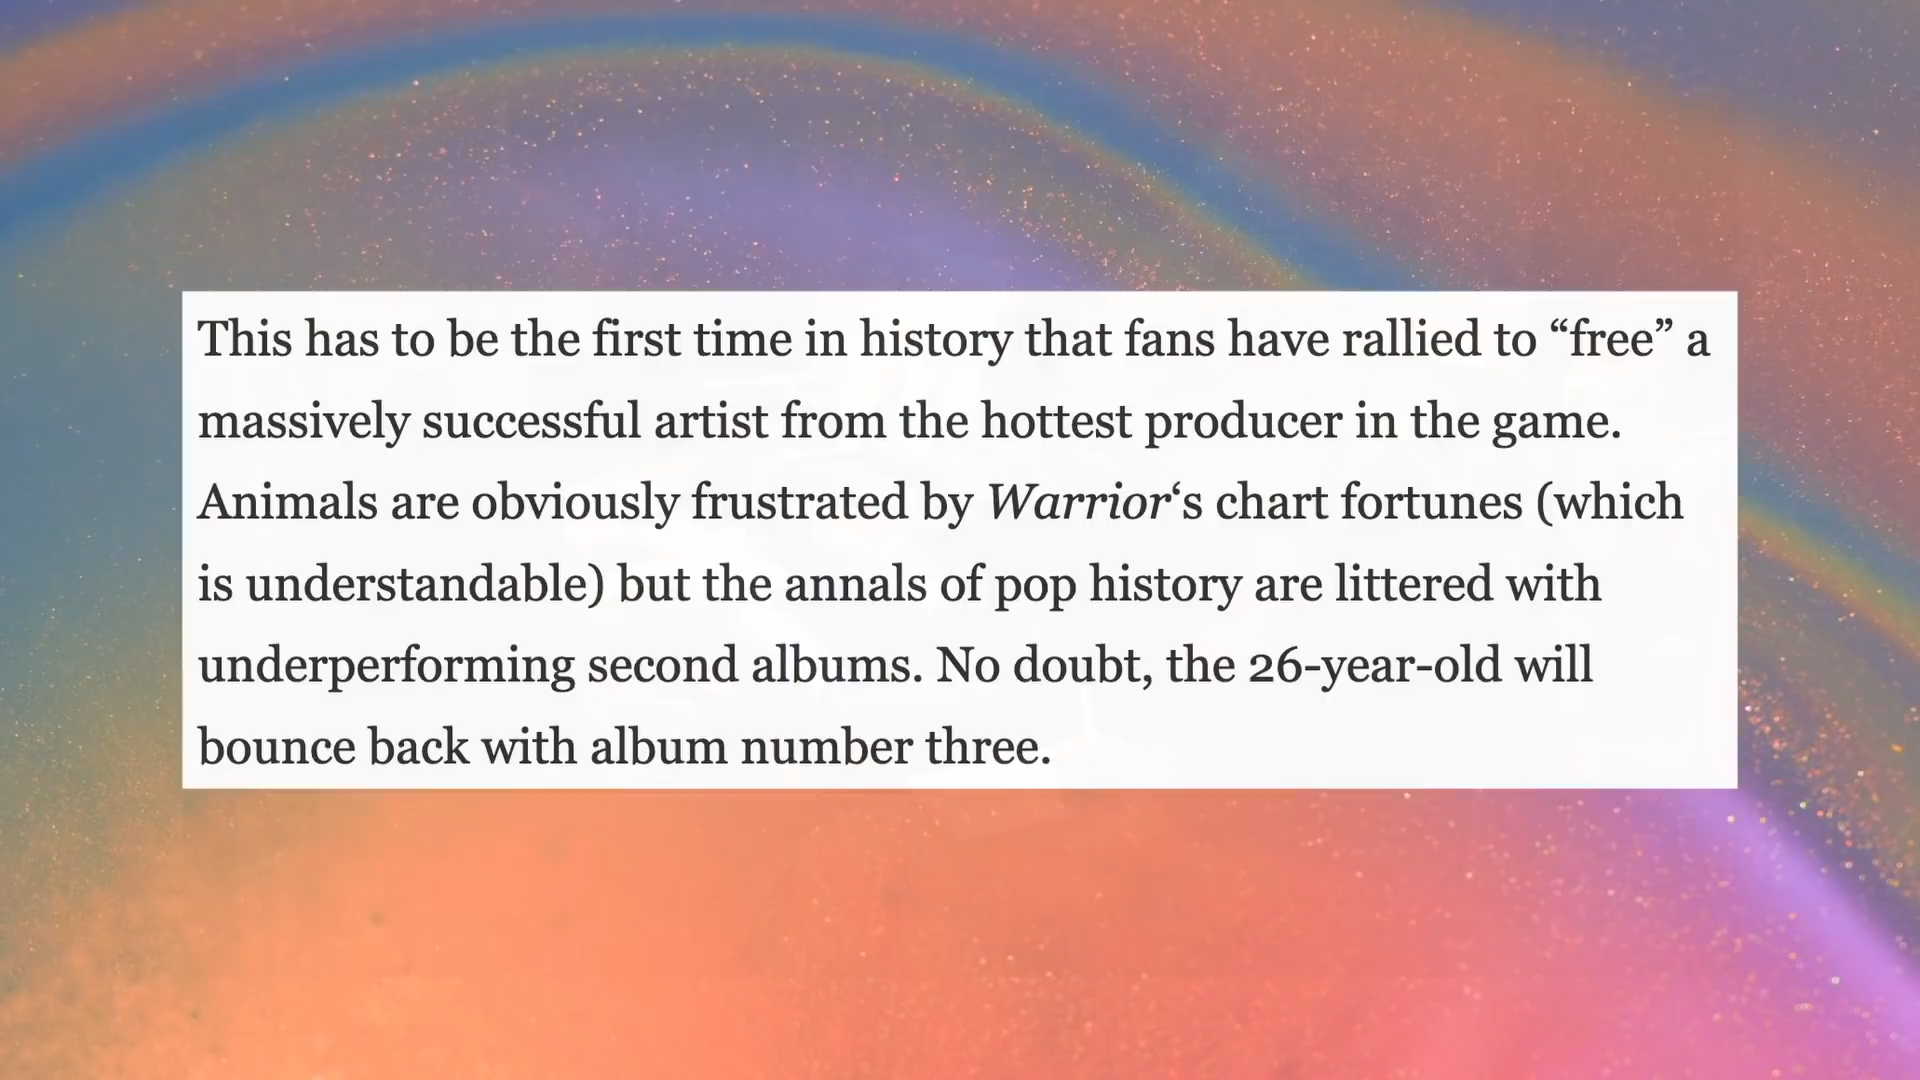 This has to be the first time in history that fans have rallied to “free” a
massively successful artist from the hottest producer in the game.
Animals are obviously frustrated by Warrior‘s chart fortunes (which
is understandable) but the annals of pop history are littered with
underperforming second albums. No doubt, the 26-year-old will
bounce back with album number three.